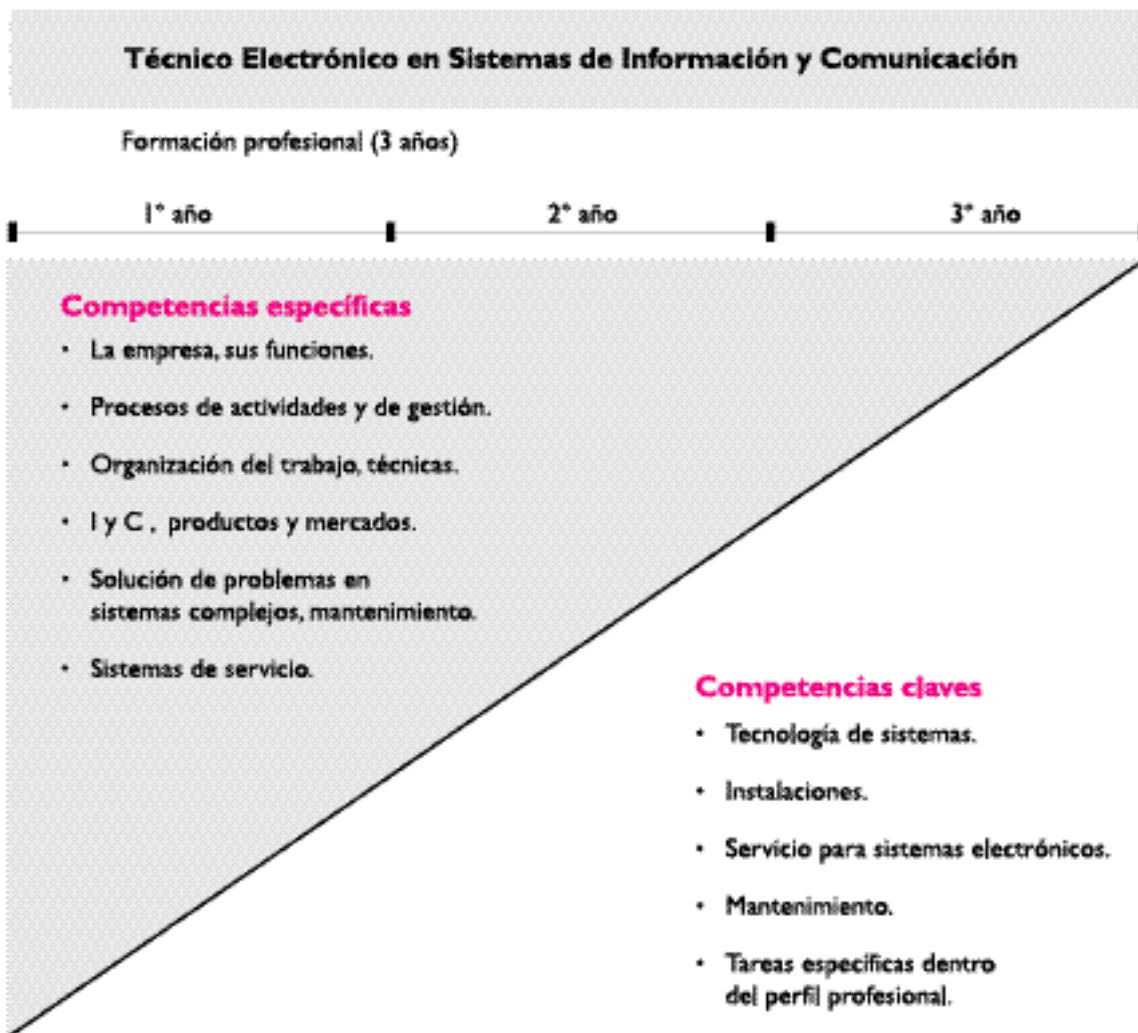 Técnico Electrónico en Sistemas de Información y Comunicación
Formación profesional (3 años)
1° año
2° año
3° año
Competencias específicas
• La empresa, sus funciones.
• Procesos de actividades y de gestión.
• Organización del trabajo, técnicas.
• I y C , productos y mercados.
• Solución de problemas en
sistemas complejos, mantenimiento.
• Sistemas de servicio.
Competencias claves
• Tecnología de sistemas.
• Instalaciones.
• Servicio para sistemas electrónicos.
• Mantenimiento.
• Tareas específicas dentro
del perfil profesional.